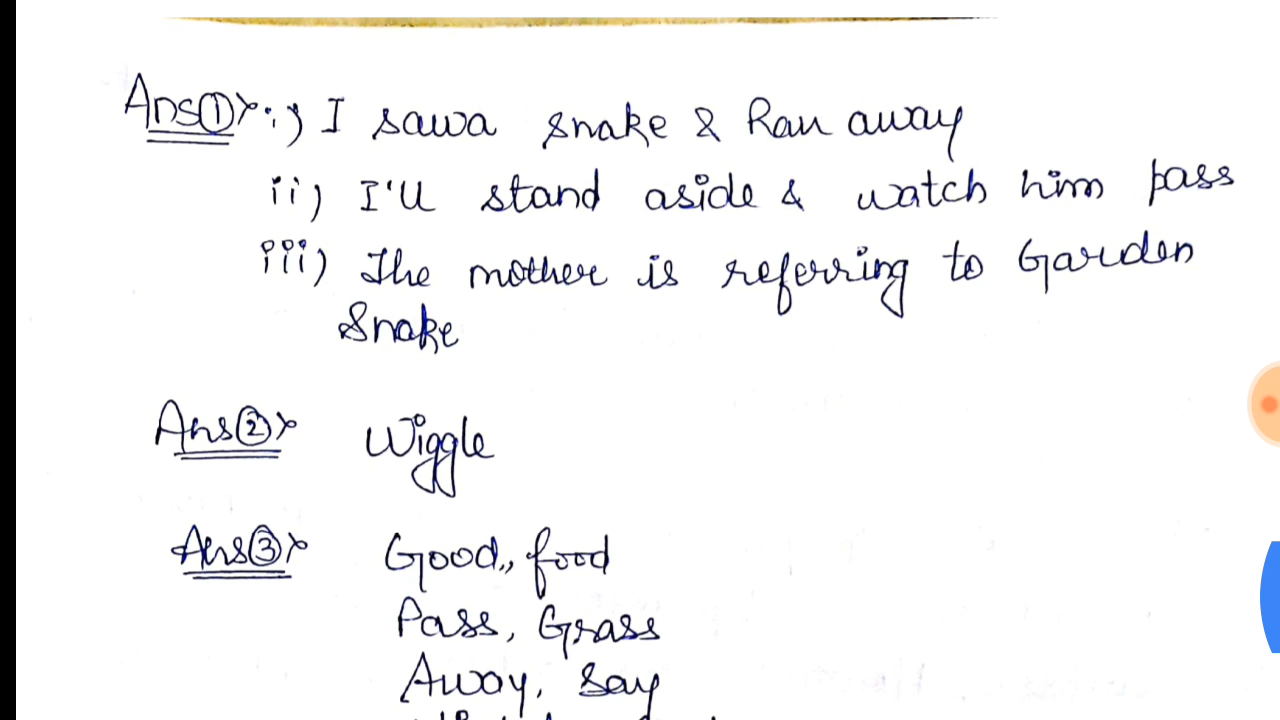 Ans①⪼ i) I sawa snake & Ran away
ii) I'll stand aside & watch him pass
iii) The mother is referring to Garden
Snake
Ans②⪼ Wiggle
Ans③⪼ Good,, food
Pass, Grass
Away, Say